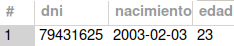 # dni nacimiento edad
1 79431625 2003-02-03 23